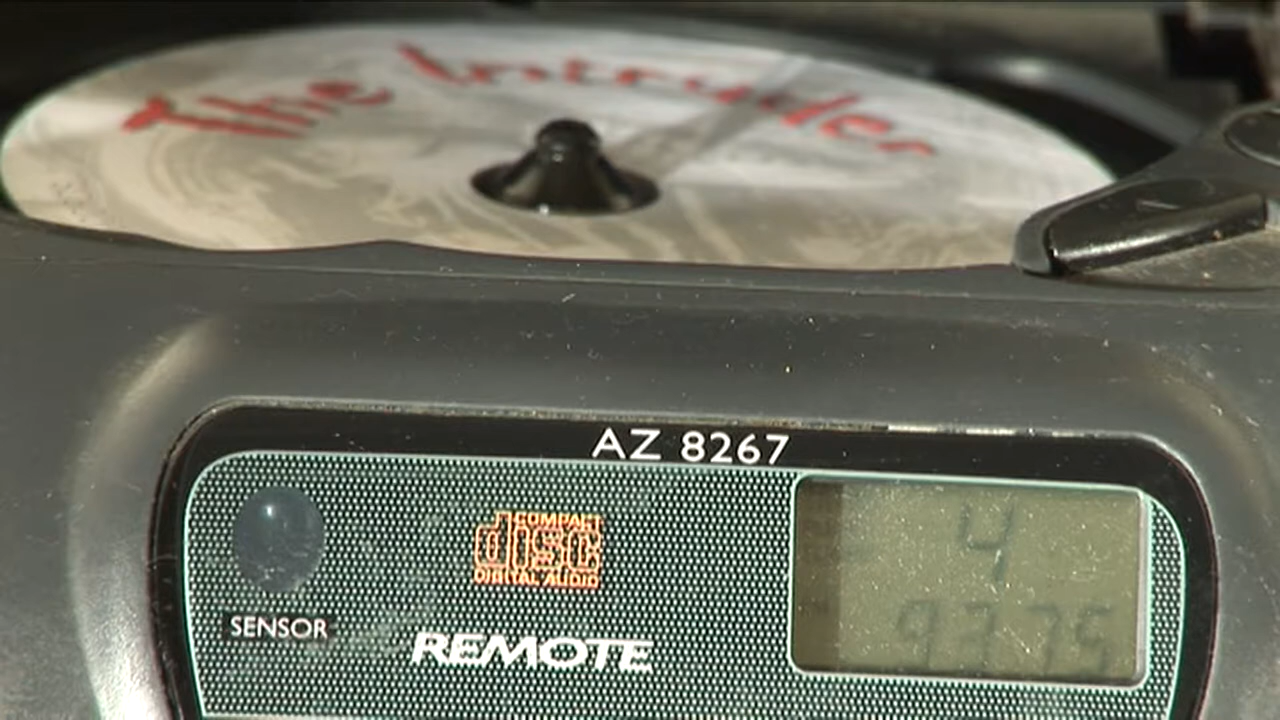 The Intruder
AZ 8267
COMPACT
disc
DIGITAL AUDIO
4
SENSOR
REMOTE
93.75